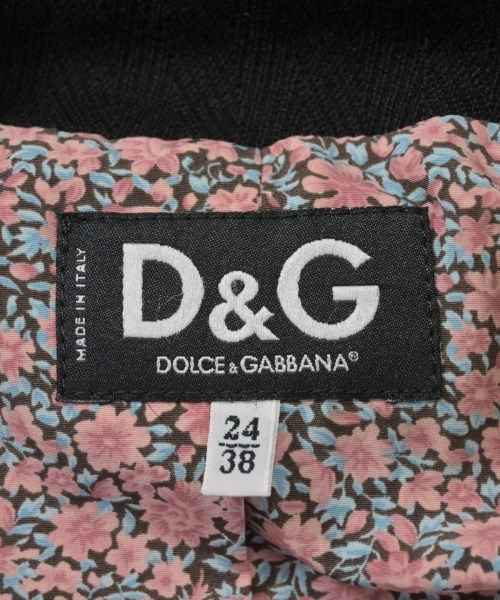 MADE IN ITALY
D&G
DOLCE & GABBANA®
24
38